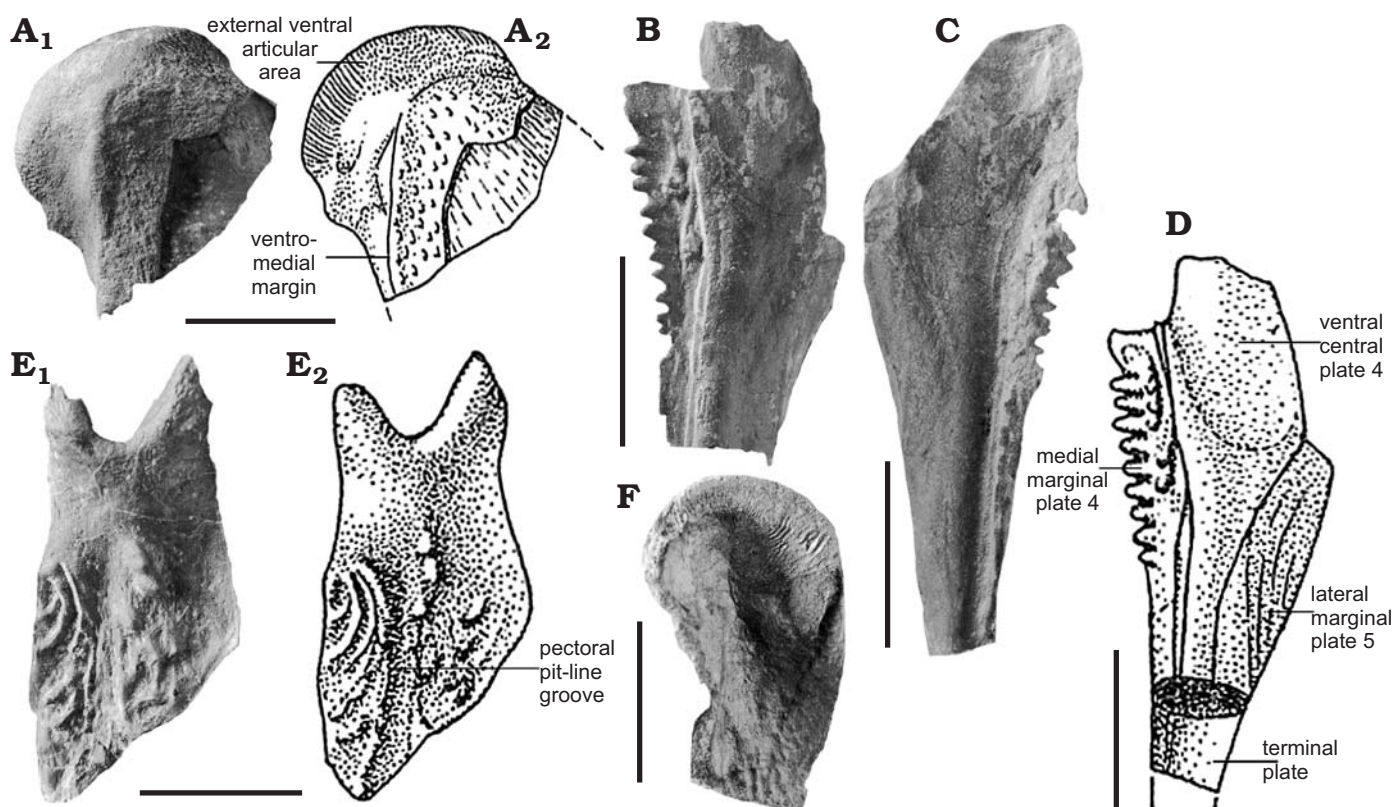 A1
external ventral
articular
area
A2
ventro-
medial
margin
B
C
D
ventral
central
plate 4
medial
marginal
plate 4
lateral
marginal
plate 5
terminal
plate
E1
E2
pectoral
pit-line
groove
F